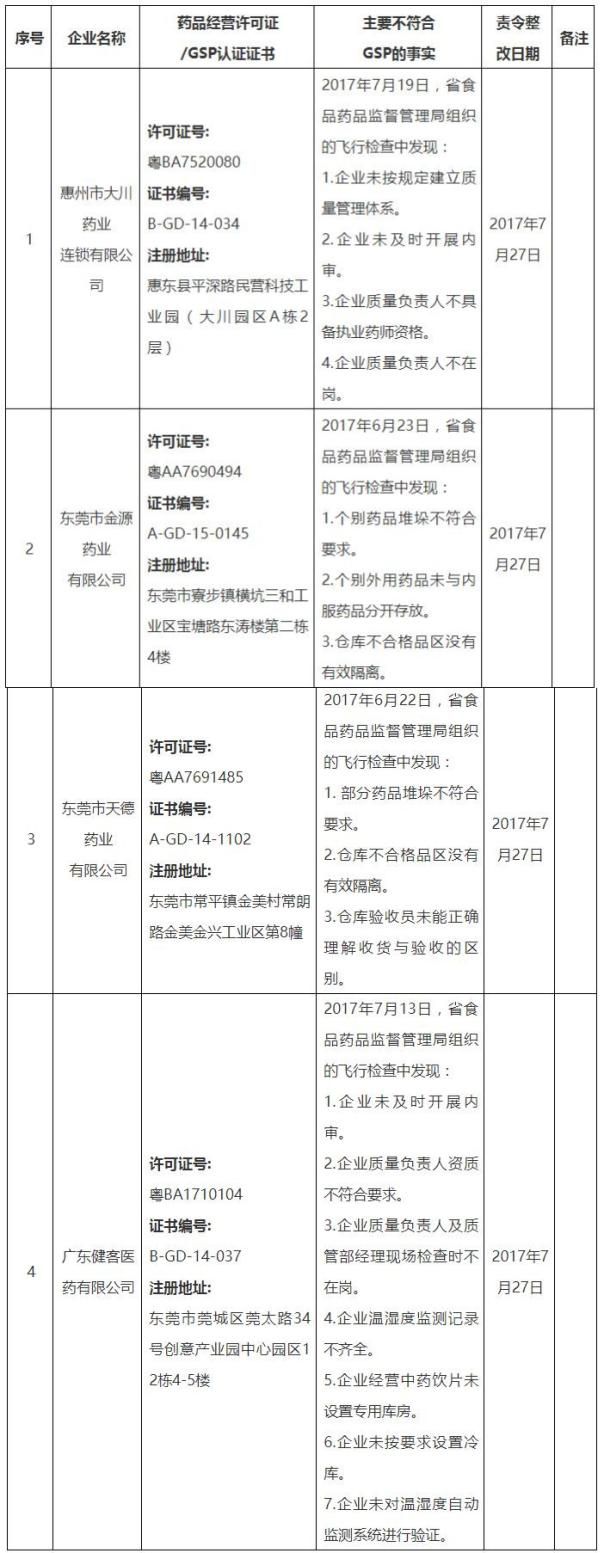 序号
企业名称
药品经营许可证
/GSP认证证书
主要不符合
GSP的事实
责令整
改日期
备注
1
惠州市大川
药业
连锁有限公
司
许可证号:
粤BA7520080
证书编号:
B-GD-14-034
注册地址:
惠东县平深路民营科技工
业园（大川园区A栋2
层）
2017年7月19日，省食
品药品监督管理局组织
的飞行检查中发现：
1.企业未按规定建立质
量管理体系。
2.企业未及时开展内
审。
3.企业质量负责人不具
备执业药师资格。
4.企业质量负责人不在
岗。
2017年7
月27日
2
东莞市金源
药业
有限公司
许可证号:
粤AA7690494
证书编号:
A-GD-15-0145
注册地址:
东莞市寮步镇横坑三和工
业区宝塘路东涛楼第二栋
4楼
2017年6月23日，省食
品药品监督管理局组织
的飞行检查中发现：
1.个别药品堆垛不符合
要求。
2.个别外用药品未与内
服药品分开存放。
3.仓库不合格品区没有
有效隔离。
2017年7
月27日
3
东莞市天德
药业
有限公司
许可证号:
粤AA7691485
证书编号:
A-GD-14-1102
注册地址:
东莞市常平镇金美村常朗
路金美金兴工业区第8幢
2017年6月22日，省食
品药品监督管理局组织
的飞行检查中发现：
1. 部分药品堆垛不符合
要求。
2.仓库不合格品区没有
有效隔离。
3.仓库验收员未能正确
理解收货与验收的区
别。
2017年7
月27日
4
广东健客医
药有限公司
许可证号:
粤BA1710104
证书编号:
B-GD-14-037
注册地址:
东莞市莞城区莞太路34
号创意产业园中心园区1
2栋4-5楼
2017年7月13日，省食
品药品监督管理局组织
的飞行检查中发现：
1.企业未及时开展内
审。
2.企业质量负责人资质
不符合要求。
3.企业质量负责人及质
管部经理现场检查时不
在岗。
4.企业温湿度监测记录
不齐全。
5.企业经营中药饮片未
设置专用库房。
6.企业未按要求设置冷
库。
7.企业未对温湿度自动
监测系统进行验证。
2017年7
月27日